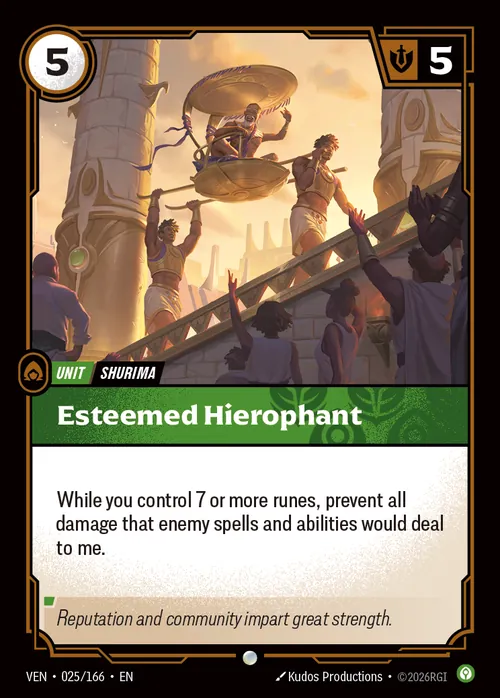 5
5
UNIT
SHURIMA
Esteemed Hierophant
While you control 7 or more runes, prevent all
damage that enemy spells and abilities would deal
to me.
Reputation and community impart great strength.
VEN • 025/166 • EN
Kudos Productions • ©2026RGI